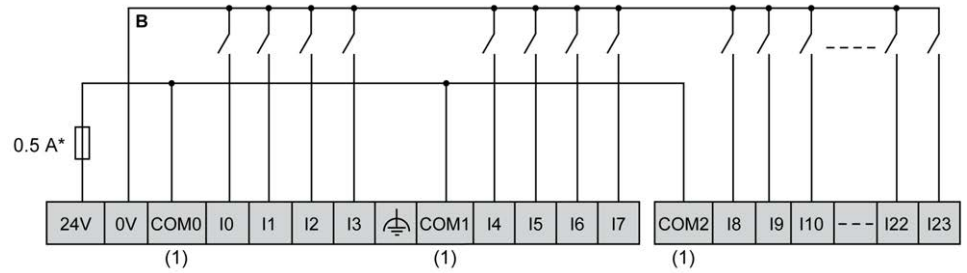 B
0.5 A*
24V 0V COM0 I0 I1 I2 I3 COM1 I4 I5 I6 I7 COM2 I8 I9 I10 I22 I23
(1) (1) (1)